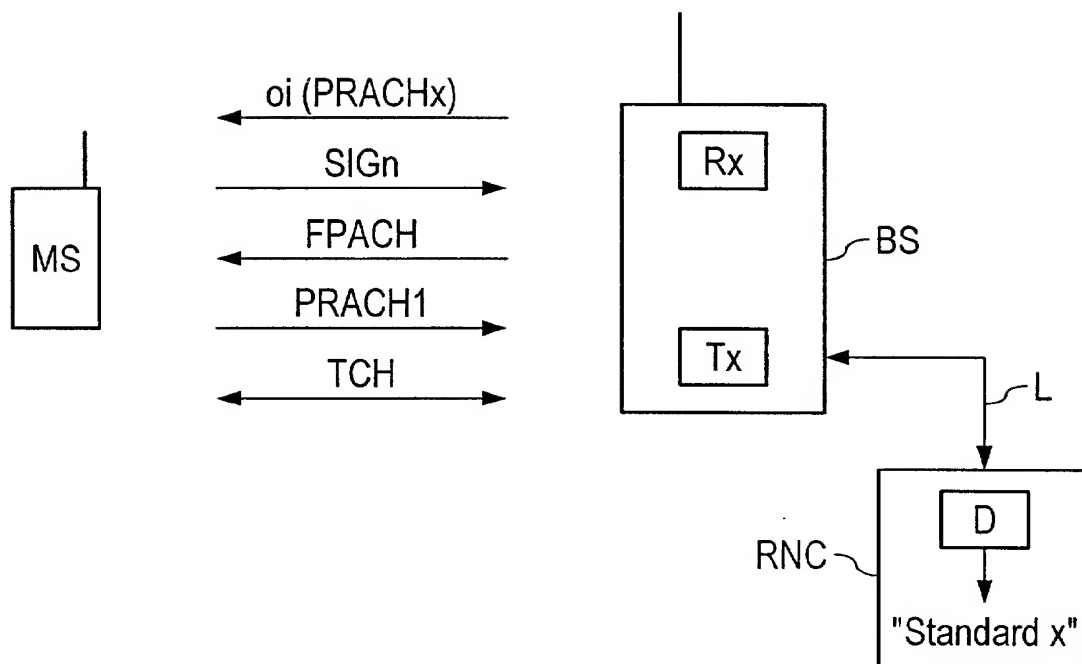 oi (PRACHx)
SIGn
FPACH
PRACH1
TCH
MS
Rx
Tx
BS
L
D
RNC
"Standard x"